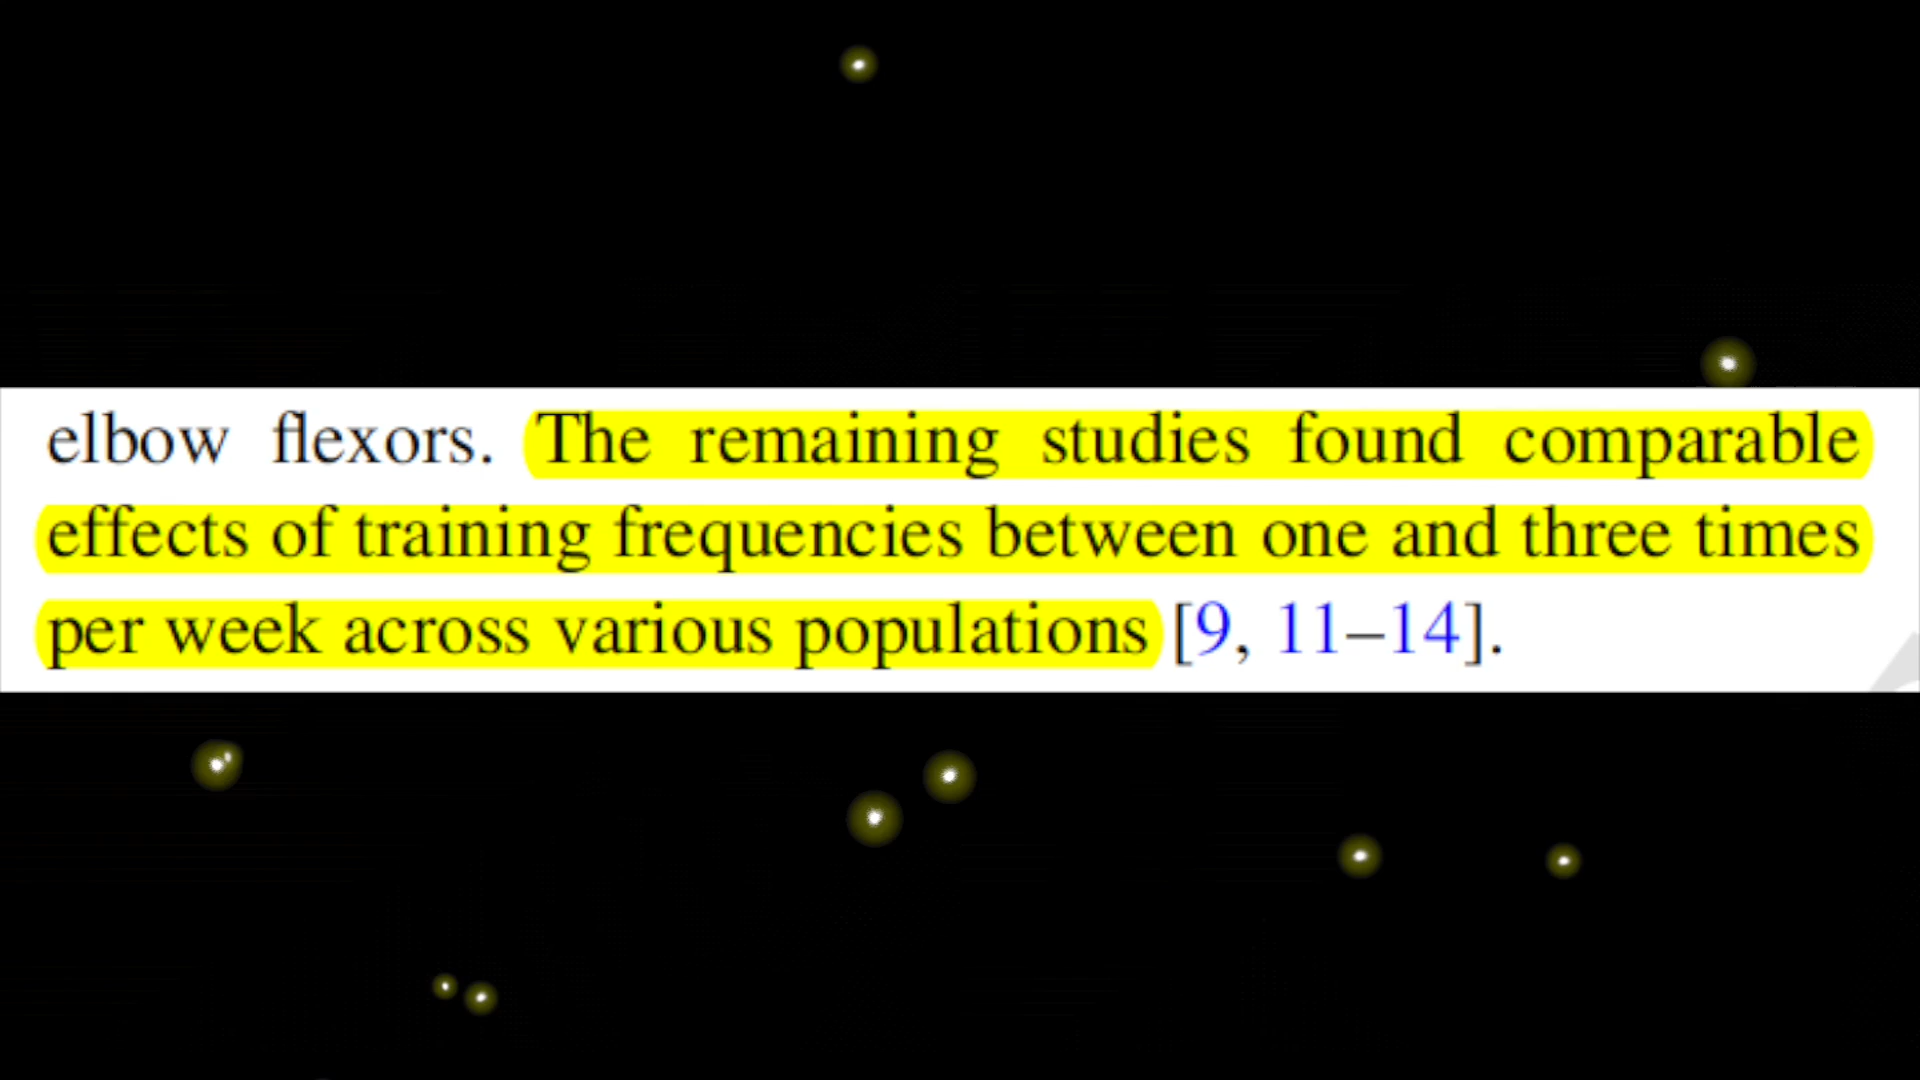 elbow flexors. The remaining studies found comparable
effects of training frequencies between one and three times
per week across various populations [9, 11–14].